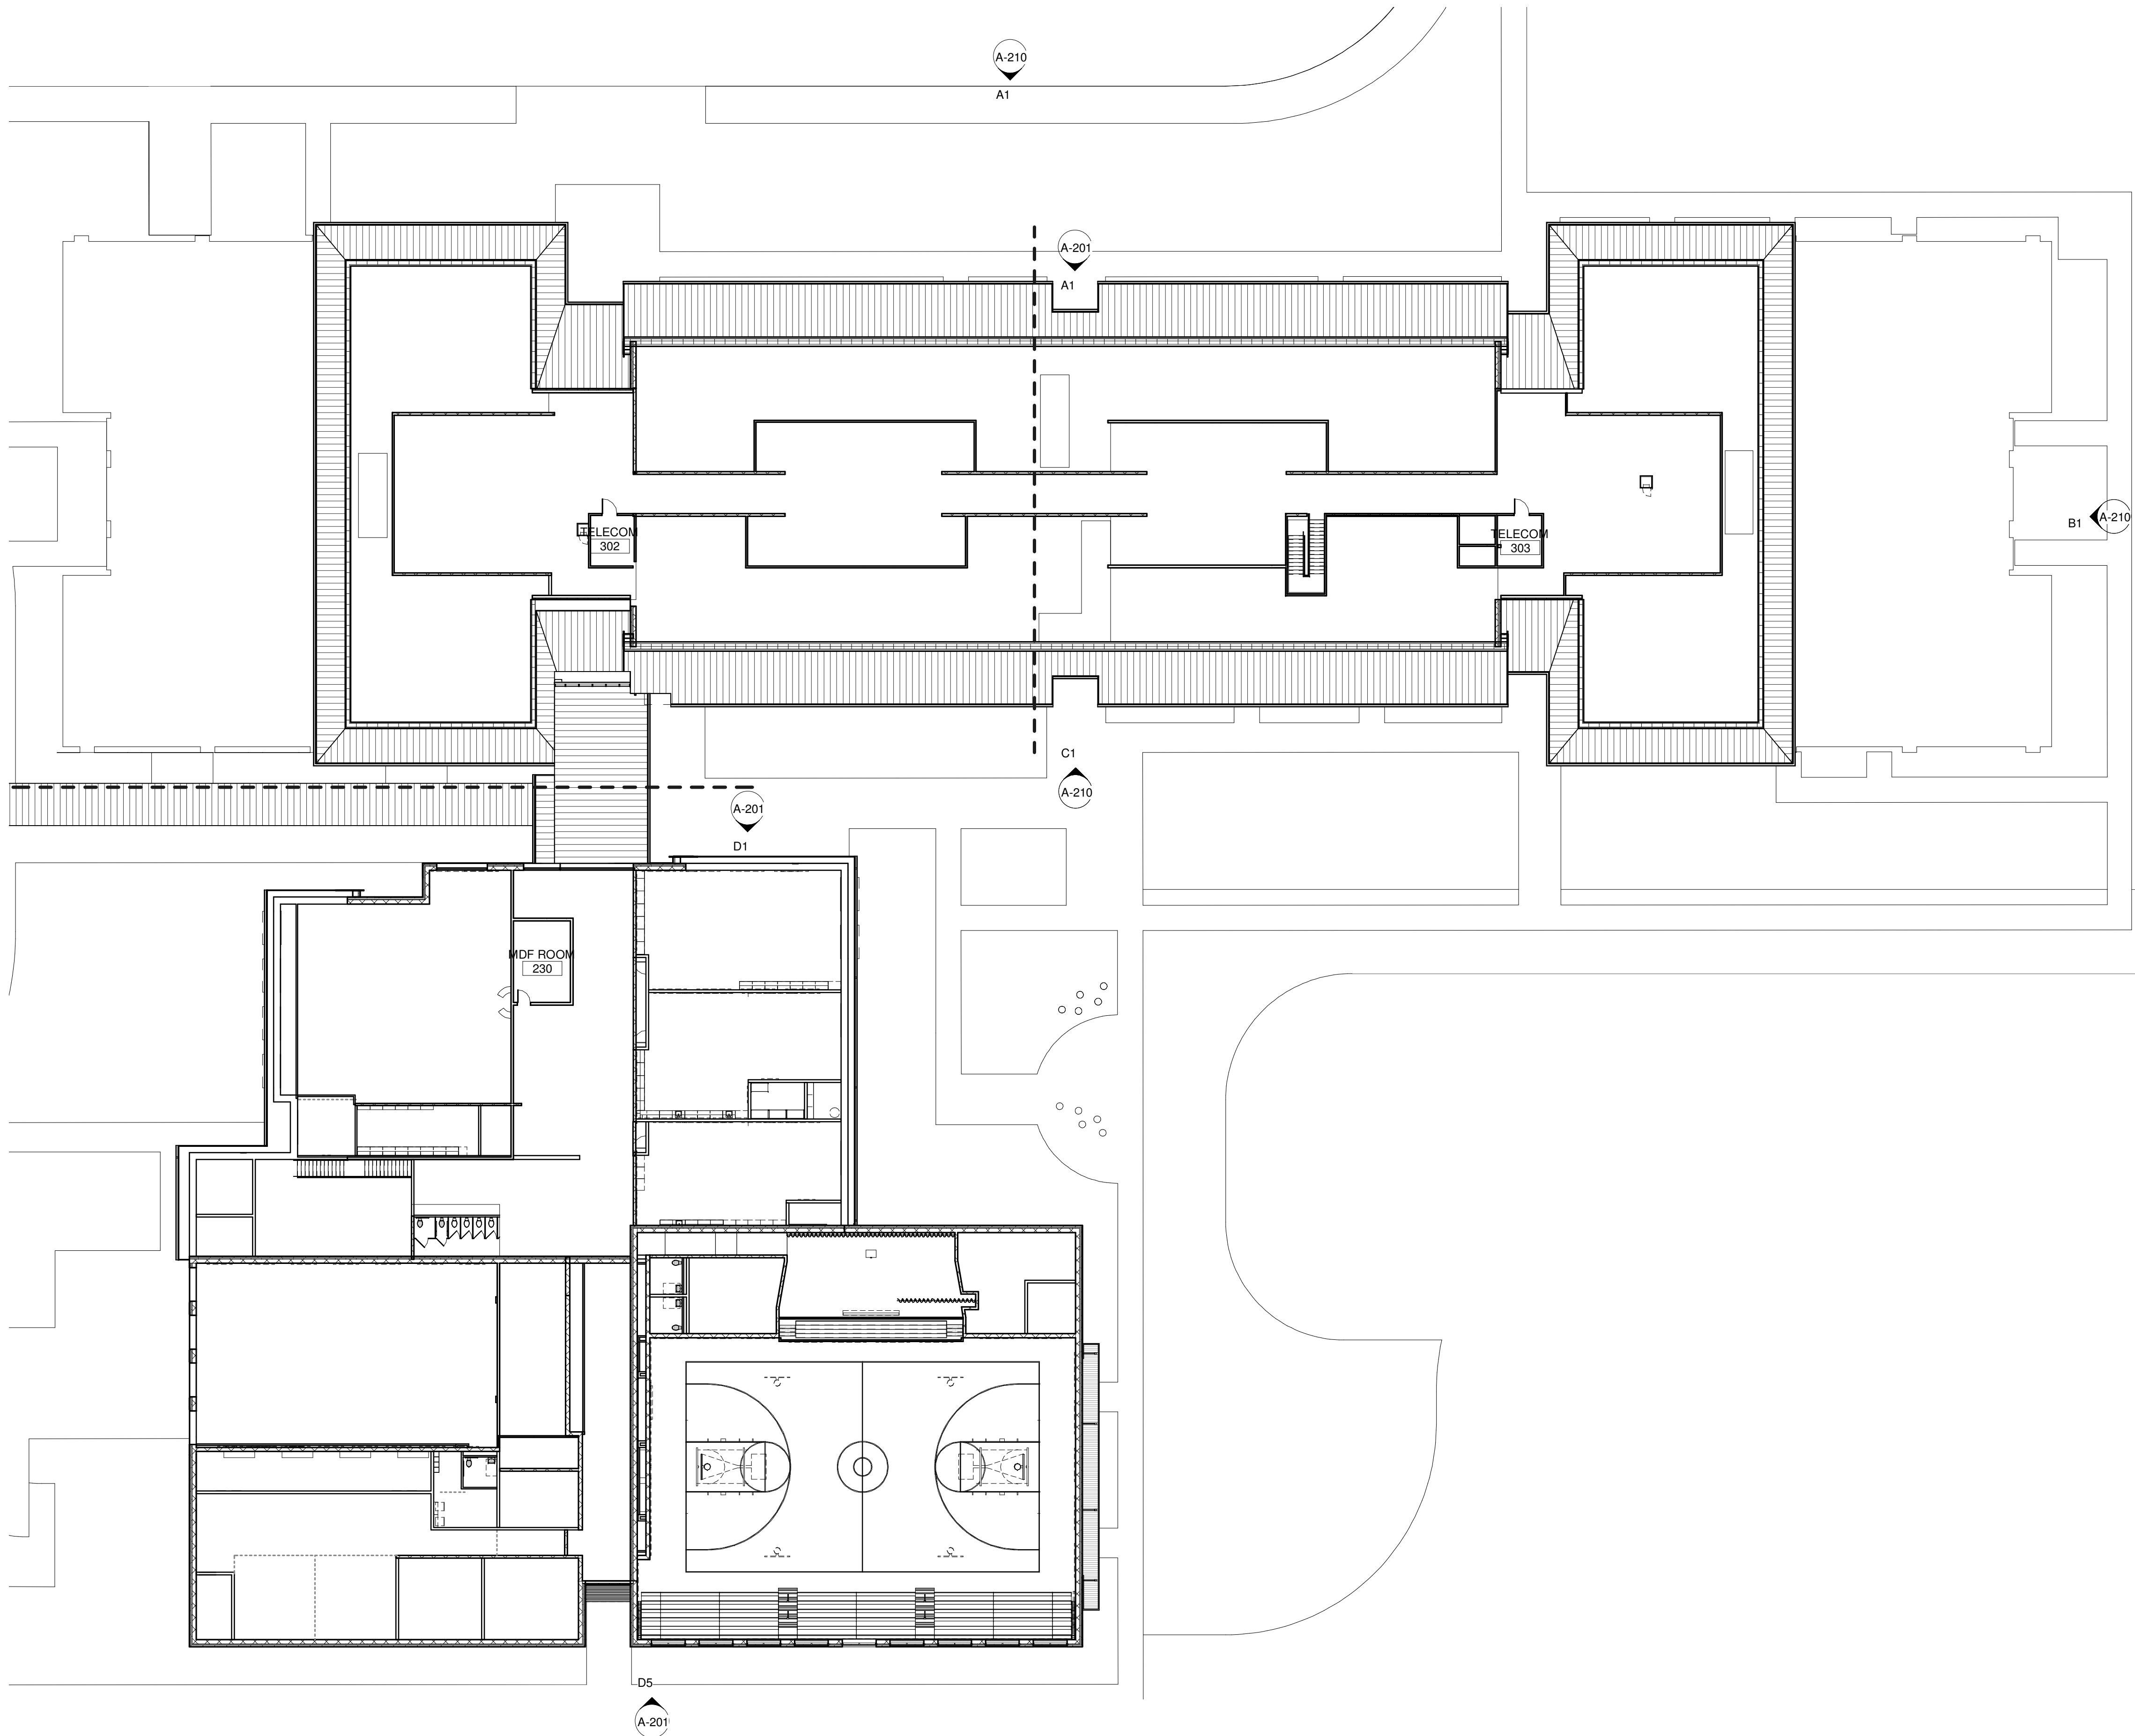 A-210
A1
A-201
A1
TELECOM
302
TELECOM
303
B1
A-210
C1
A-210
A-201
D1
MDF ROOM
230
D5
A-201